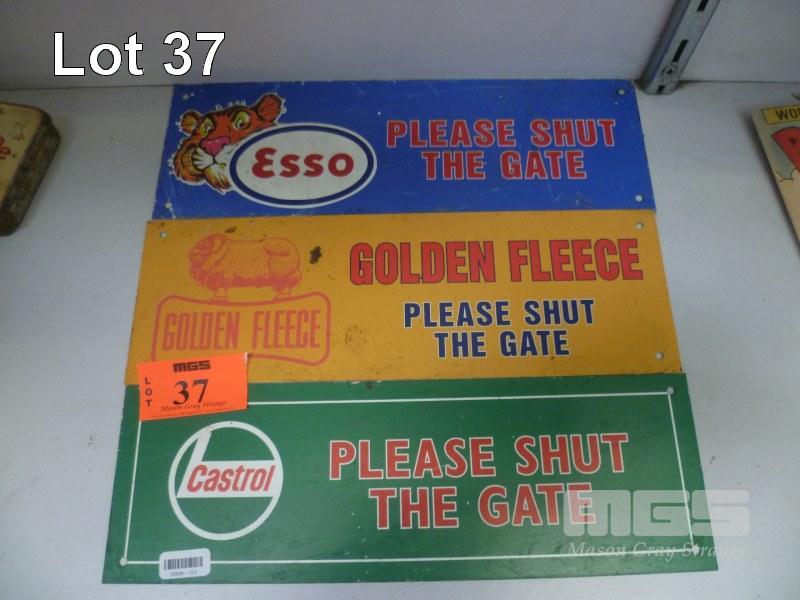 Lot 37
Esso
PLEASE SHUT
THE GATE
GOLDEN FLEECE
GOLDEN FLEECE
PLEASE SHUT
THE GATE
MGS
LOT
37
Mason Gray Strange
Castrol
PLEASE SHUT
THE GATE
MGS
Mason Gray Strange